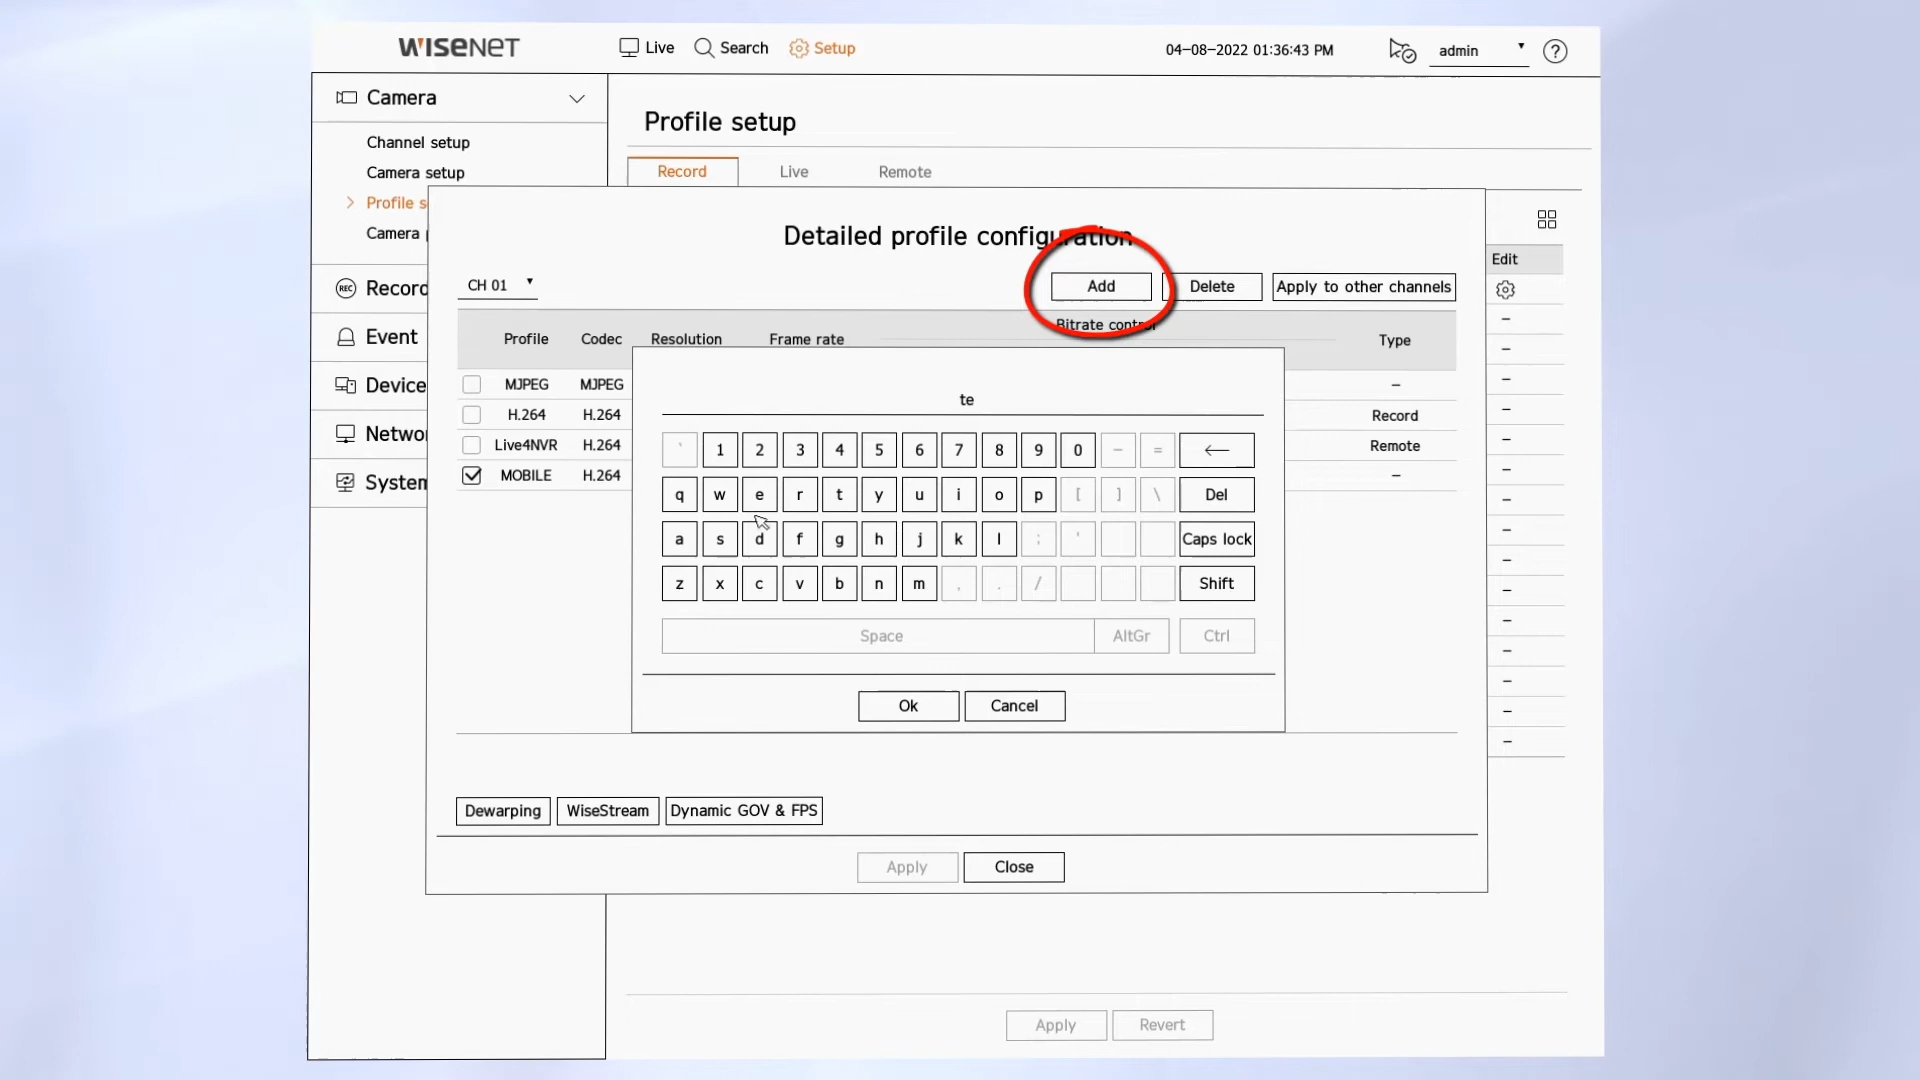 WISENET Live Search Setup 04-08-2022 01:36:43 PM admin ?
Camera
Channel setup
Camera setup
Profile s
Camera
REC Record
Event
Device
Networ
System
Profile setup
Record Live Remote
Edit
Detailed profile configuration
CH 01 Add Delete Apply to other channels
Bitrate control
Profile Codec Resolution Frame rate Type
MJPEG MJPEG –
H.264 H.264 Record
Live4NVR H.264 Remote
MOBILE H.264 –
te
` 1 2 3 4 5 6 7 8 9 0 – = ←
q w e r t y u i o p [ ] \ Del
a s d f g h j k l ; ' Caps lock
z x c v b n m , . / Shift
Space AltGr Ctrl
Ok Cancel
Dewarping WiseStream Dynamic GOV & FPS
Apply Close
Apply Revert